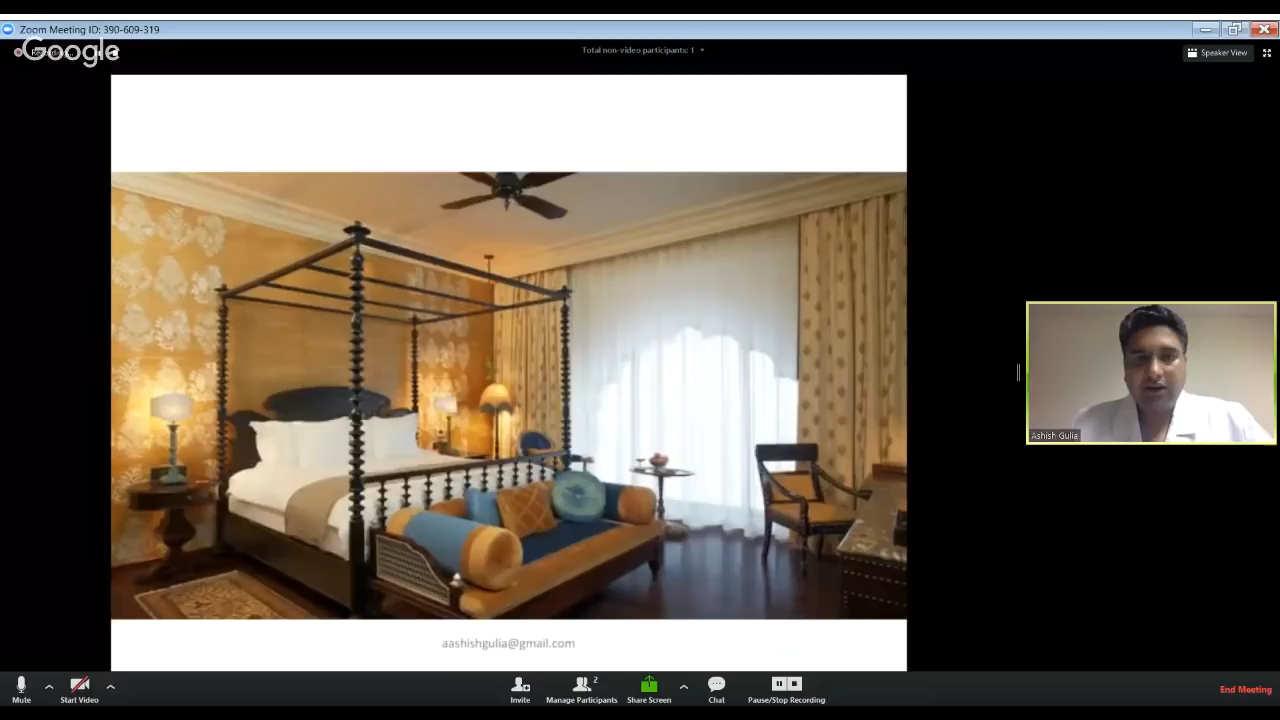 Zoom Meeting ID: 390-609-319
Google
Total non-video participants: 1
Speaker View
Ashish Gulia
aashishgulia@gmail.com
Mute
Start Video
Invite
Manage Participants
2
Share Screen
Chat
Pause/Stop Recording
End Meeting